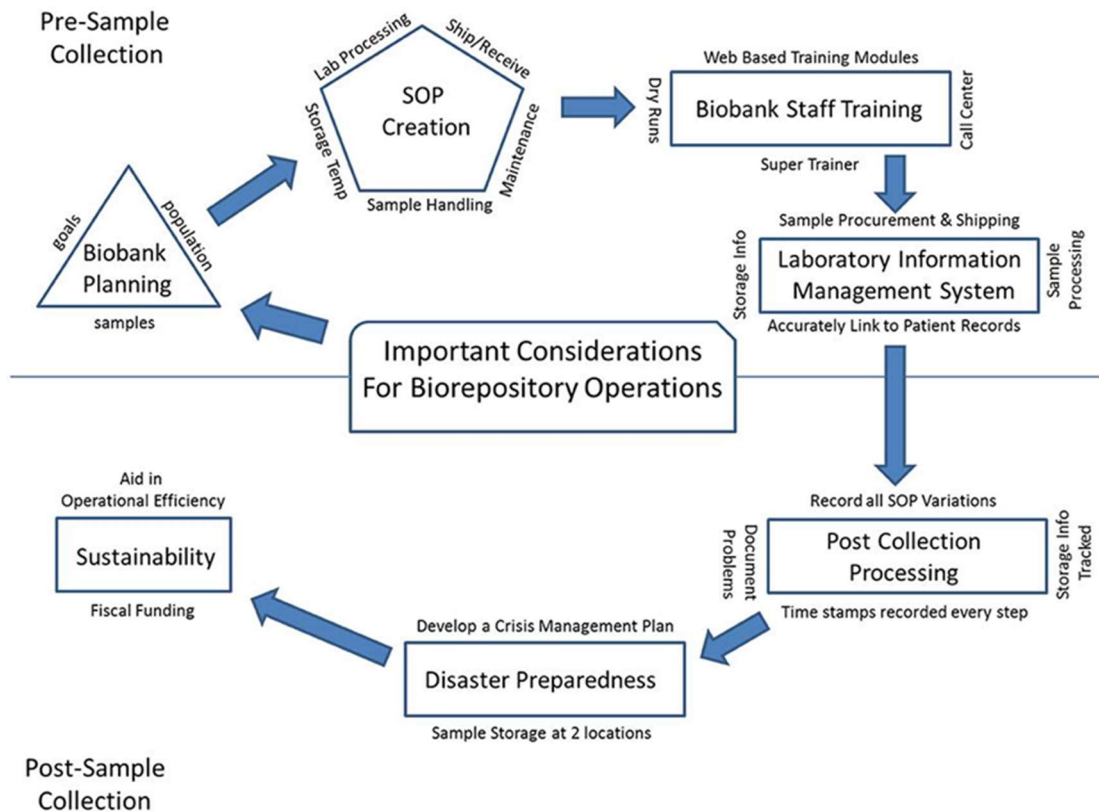 Pre-Sample
Collection
Lab Processing
Ship/Receive
SOP
Creation
Storage Temp
Maintenance
Sample Handling
Web Based Training Modules
Dry Runs
Biobank Staff Training
Call Center
Super Trainer
goals
population
Biobank
Planning
samples
Sample Procurement & Shipping
Storage Info
Laboratory Information
Management System
Sample
Processing
Accurately Link to Patient Records
Important Considerations
For Biorepository Operations
Record all SOP Variations
Document
Problems
Post Collection
Processing
Storage Info
Tracked
Time stamps recorded every step
Develop a Crisis Management Plan
Disaster Preparedness
Sample Storage at 2 locations
Aid in
Operational Efficiency
Sustainability
Fiscal Funding
Post-Sample
Collection